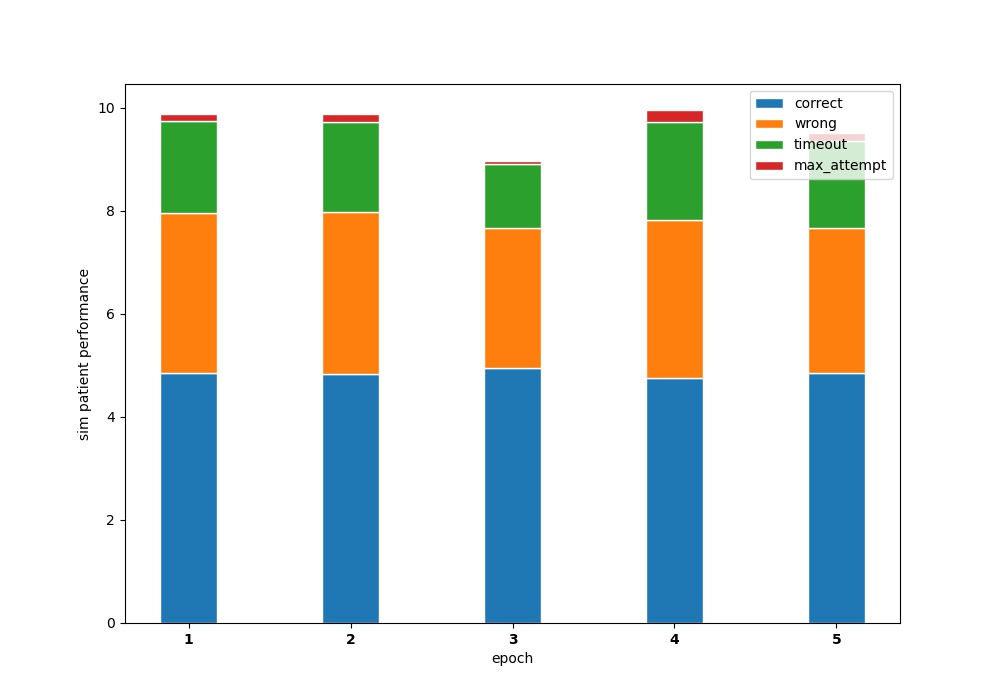 10
8
6
4
2
0
sim patient performance
correct
wrong
timeout
max_attempt
1 2 3 4 5
epoch